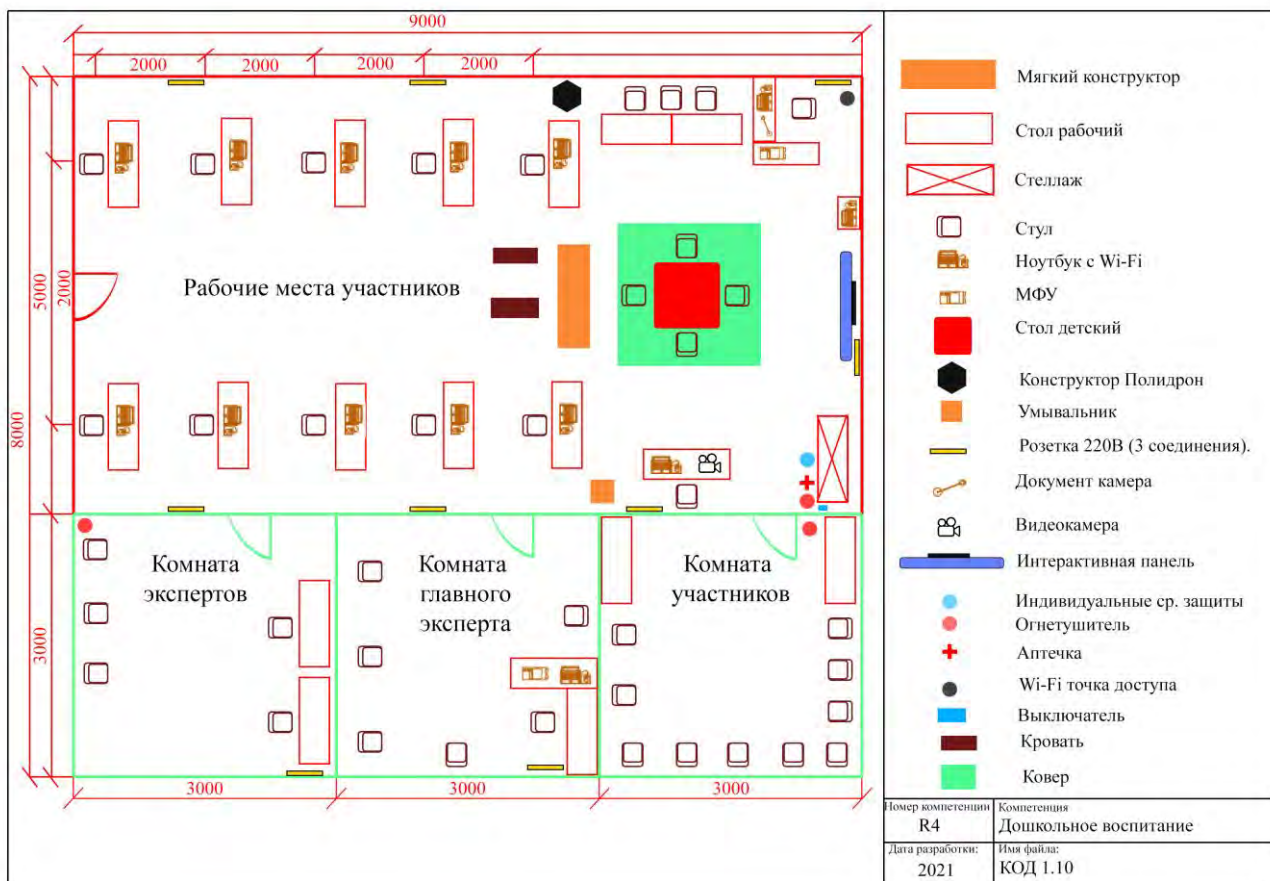 9000
2000
2000
2000
2000
5000
2000
8000
3000
Рабочие места участников
Комната
экспертов
Комната
главного
эксперта
Комната
участников
3000
3000
3000
Мягкий конструктор
Стол рабочий
Стеллаж
Стул
Ноутбук с Wi-Fi
МФУ
Стол детский
Конструктор Полидрон
Умывальник
Розетка 220В (3 соединения).
Документ камера
Видеокамера
Интерактивная панель
Индивидуальные ср. защиты
Огнетушитель
Аптечка
Wi-Fi точка доступа
Выключатель
Кровать
Ковер
Номер компетенции
R4
Компетенция
Дошкольное воспитание
Дата разработки:
2021
Имя файла:
КОД 1.10